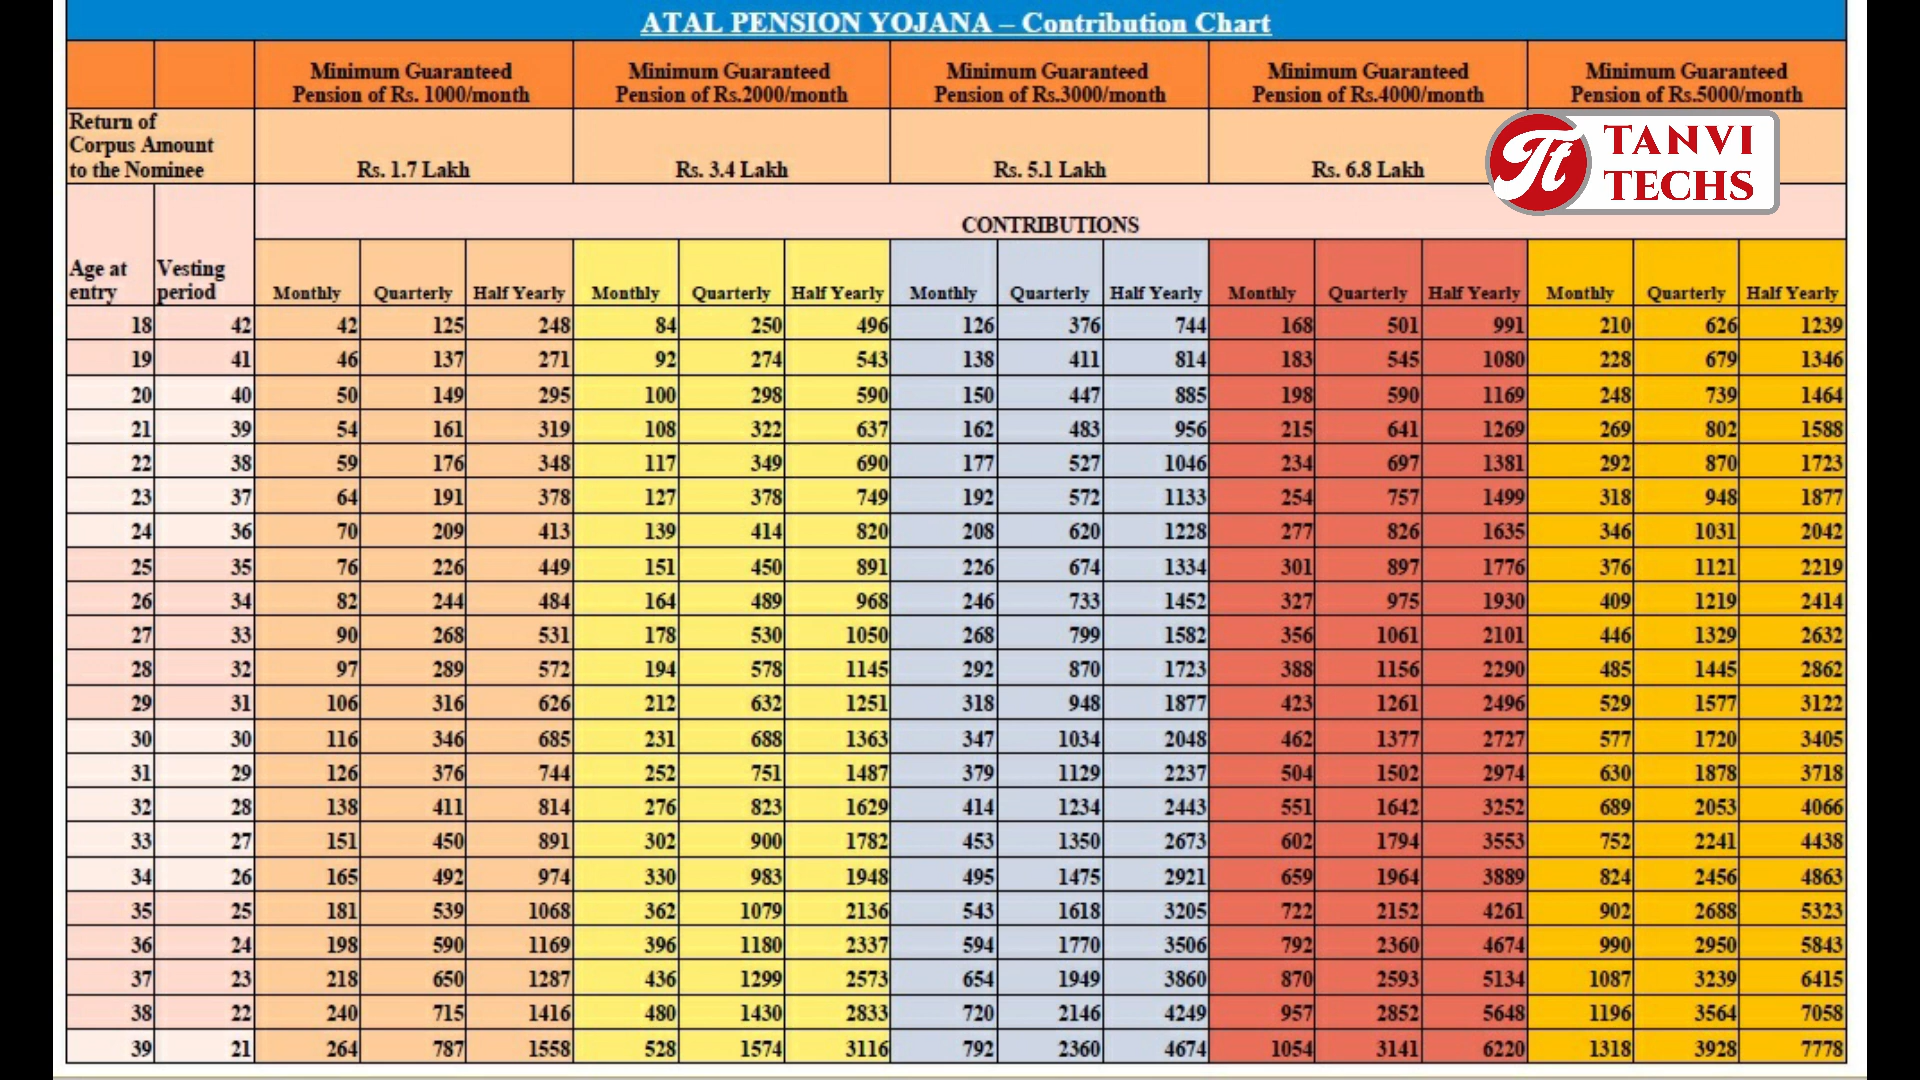 ATAL PENSION YOJANA – Contribution Chart
Minimum Guaranteed Pension of Rs. 1000/month
Minimum Guaranteed Pension of Rs.2000/month
Minimum Guaranteed Pension of Rs.3000/month
Minimum Guaranteed Pension of Rs.4000/month
Minimum Guaranteed Pension of Rs.5000/month
Return of Corpus Amount to the Nominee Rs. 1.7 Lakh Rs. 3.4 Lakh Rs. 5.1 Lakh Rs. 6.8 Lakh
TANVI
TECHS
CONTRIBUTIONS
Age at entry Vesting period Monthly Quarterly Half Yearly Monthly Quarterly Half Yearly Monthly Quarterly Half Yearly Monthly Quarterly Half Yearly Monthly Quarterly Half Yearly
18 42 42 125 248 84 250 496 126 376 744 168 501 991 210 626 1239
19 41 46 137 271 92 274 543 138 411 814 183 545 1080 228 679 1346
20 40 50 149 295 100 298 590 150 447 885 198 590 1169 248 739 1464
21 39 54 161 319 108 322 637 162 483 956 215 641 1269 269 802 1588
22 38 59 176 348 117 349 690 177 527 1046 234 697 1381 292 870 1723
23 37 64 191 378 127 378 749 192 572 1133 254 757 1499 318 948 1877
24 36 70 209 413 139 414 820 208 620 1228 277 826 1635 346 1031 2042
25 35 76 226 449 151 450 891 226 674 1334 301 897 1776 376 1121 2219
26 34 82 244 484 164 489 968 246 733 1452 327 975 1930 409 1219 2414
27 33 90 268 531 178 530 1050 268 799 1582 356 1061 2101 446 1329 2632
28 32 97 289 572 194 578 1145 292 870 1723 388 1156 2290 485 1445 2862
29 31 106 316 626 212 632 1251 318 948 1877 423 1261 2496 529 1577 3122
30 30 116 346 685 231 688 1363 347 1034 2048 462 1377 2727 577 1720 3405
31 29 126 376 744 252 751 1487 379 1129 2237 504 1502 2974 630 1878 3718
32 28 138 411 814 276 823 1629 414 1234 2443 551 1642 3252 689 2053 4066
33 27 151 450 891 302 900 1782 453 1350 2673 602 1794 3553 752 2241 4438
34 26 165 492 974 330 983 1948 495 1475 2921 659 1964 3889 824 2456 4863
35 25 181 539 1068 362 1079 2136 543 1618 3205 722 2152 4261 902 2688 5323
36 24 198 590 1169 396 1180 2337 594 1770 3506 792 2360 4674 990 2950 5843
37 23 218 650 1287 436 1299 2573 654 1949 3860 870 2593 5134 1087 3239 6415
38 22 240 715 1416 480 1430 2833 720 2146 4249 957 2852 5648 1196 3564 7058
39 21 264 787 1558 528 1574 3116 792 2360 4674 1054 3141 6220 1318 3928 7778